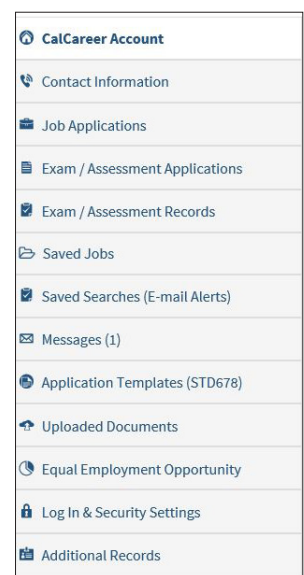 CalCareer Account
Contact Information
Job Applications
Exam / Assessment Applications
Exam / Assessment Records
Saved Jobs
Saved Searches (E-mail Alerts)
Messages (1)
Application Templates (STD678)
Uploaded Documents
Equal Employment Opportunity
Log In & Security Settings
Additional Records